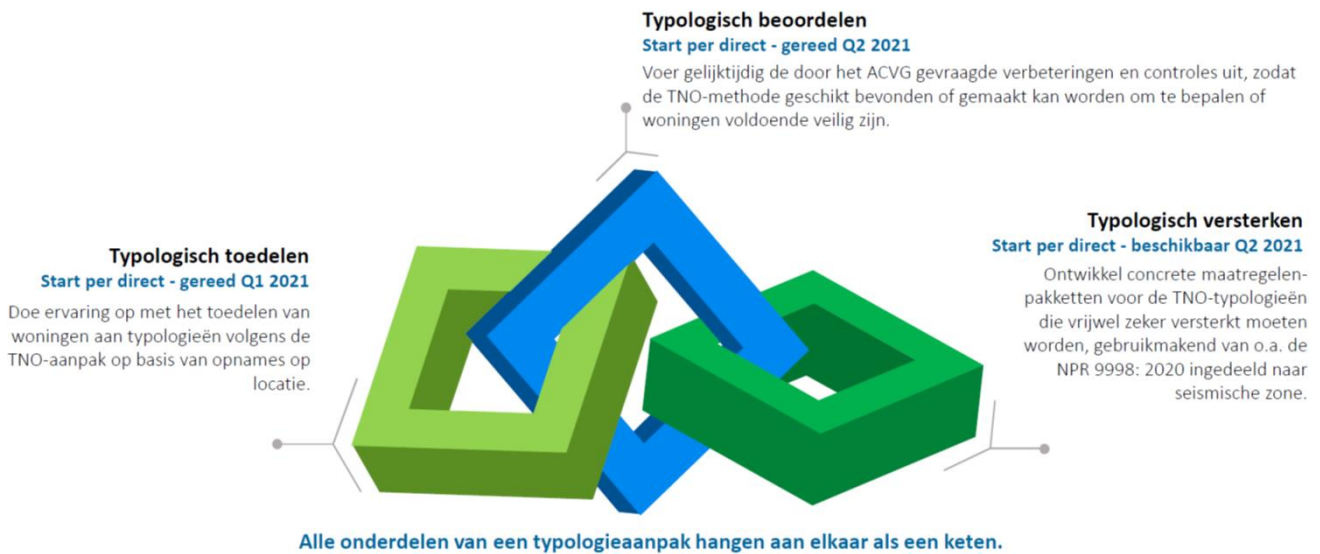 Typologisch beoordelen
Start per direct - gereed Q2 2021
Voer gelijktijdig de door het ACVG gevraagde verbeteringen en controles uit, zodat
de TNO-methode geschikt bevonden of gemaakt kan worden om te bepalen of
woningen voldoende veilig zijn.
Typologisch toedelen
Start per direct - gereed Q1 2021
Doe ervaring op met het toedelen van
woningen aan typologieën volgens de
TNO-aanpak op basis van opnames op
locatie.
Typologisch versterken
Start per direct - beschikbaar Q2 2021
Ontwikkel concrete maatregelen-
pakketten voor de TNO-typologieën
die vrijwel zeker versterkt moeten
worden, gebruikmakend van o.a. de
NPR 9998: 2020 ingedeeld naar
seismische zone.
Alle onderdelen van een typologieaanpak hangen aan elkaar als een keten.